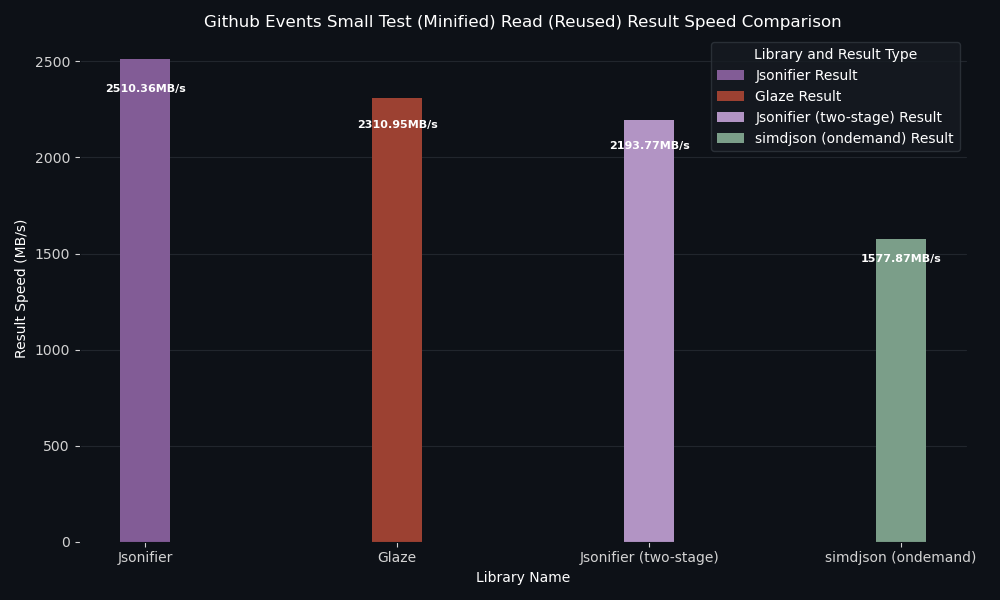 Github Events Small Test (Minified) Read (Reused) Result Speed Comparison
Library and Result Type
Jsonifier Result
Glaze Result
Jsonifier (two-stage) Result
simdjson (ondemand) Result
2510.36MB/s
2310.95MB/s
2193.77MB/s
1577.87MB/s
Result Speed (MB/s)
2500
2000
1500
1000
500
0
Jsonifier
Glaze
Jsonifier (two-stage)
simdjson (ondemand)
Library Name